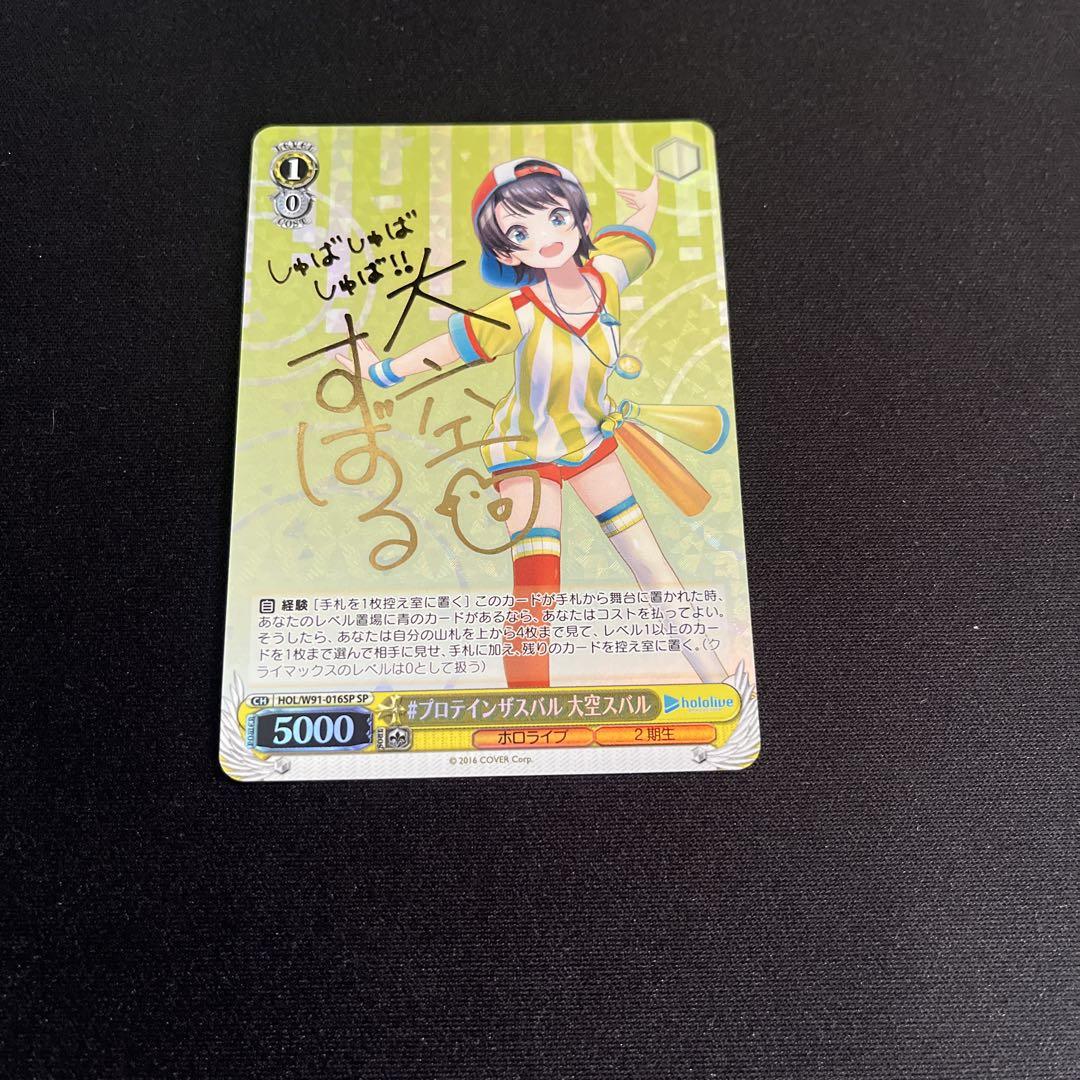 LEVEL
1
0
COST
しゅばしゅば
しゅば!!
大空
すばる
自 経験 [手札を1枚控え室に置く] このカードが手札から舞台に置かれた時、
あなたのレベル置場に青のカードがあるなら、あなたはコストを払ってよい。
そうしたら、あなたは自分の山札を上から4枚まで見て、レベル1以上のカー
ドを1枚まで選んで相手に見せ、手札に加え、残りのカードを控え室に置く。(ク
ライマックスのレベルは0として扱う)
CH HOL/W91-016SP SP
#プロテインザスバル 大空スバル
hololive
POWER
5000
SOUL
ホロライブ
2期生
© 2016 COVER Corp.